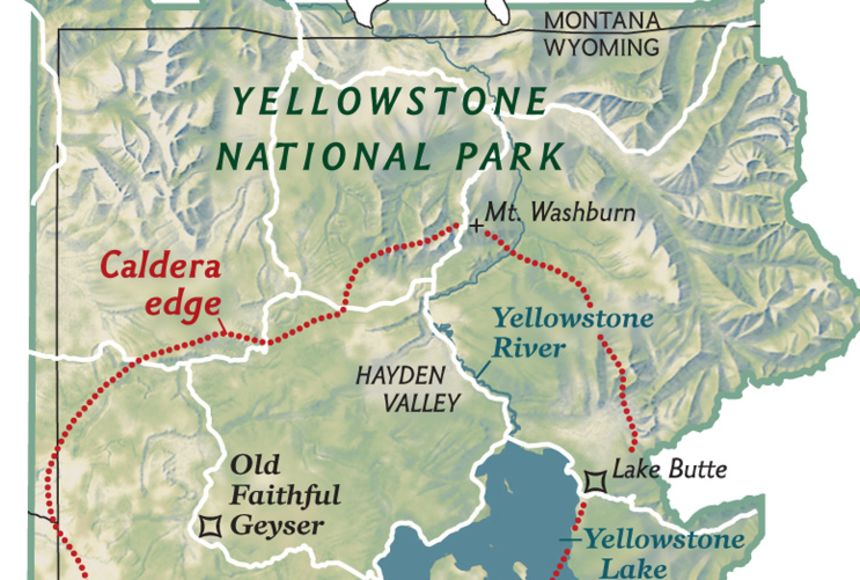 MONTANA
WYOMING
YELLOWSTONE
NATIONAL PARK
Mt. Washburn
Caldera
edge
Yellowstone
River
HAYDEN
VALLEY
Old
Faithful
Geyser
Lake Butte
Yellowstone
Lake